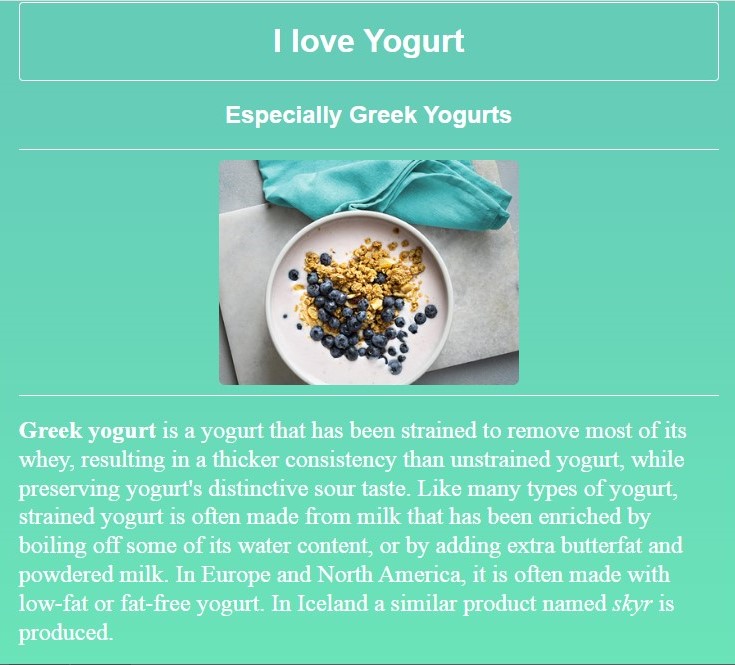 I love Yogurt
Especially Greek Yogurts
Greek yogurt is a yogurt that has been strained to remove most of its
whey, resulting in a thicker consistency than unstrained yogurt, while
preserving yogurt's distinctive sour taste. Like many types of yogurt,
strained yogurt is often made from milk that has been enriched by
boiling off some of its water content, or by adding extra butterfat and
powdered milk. In Europe and North America, it is often made with
low-fat or fat-free yogurt. In Iceland a similar product named skyr is
produced.